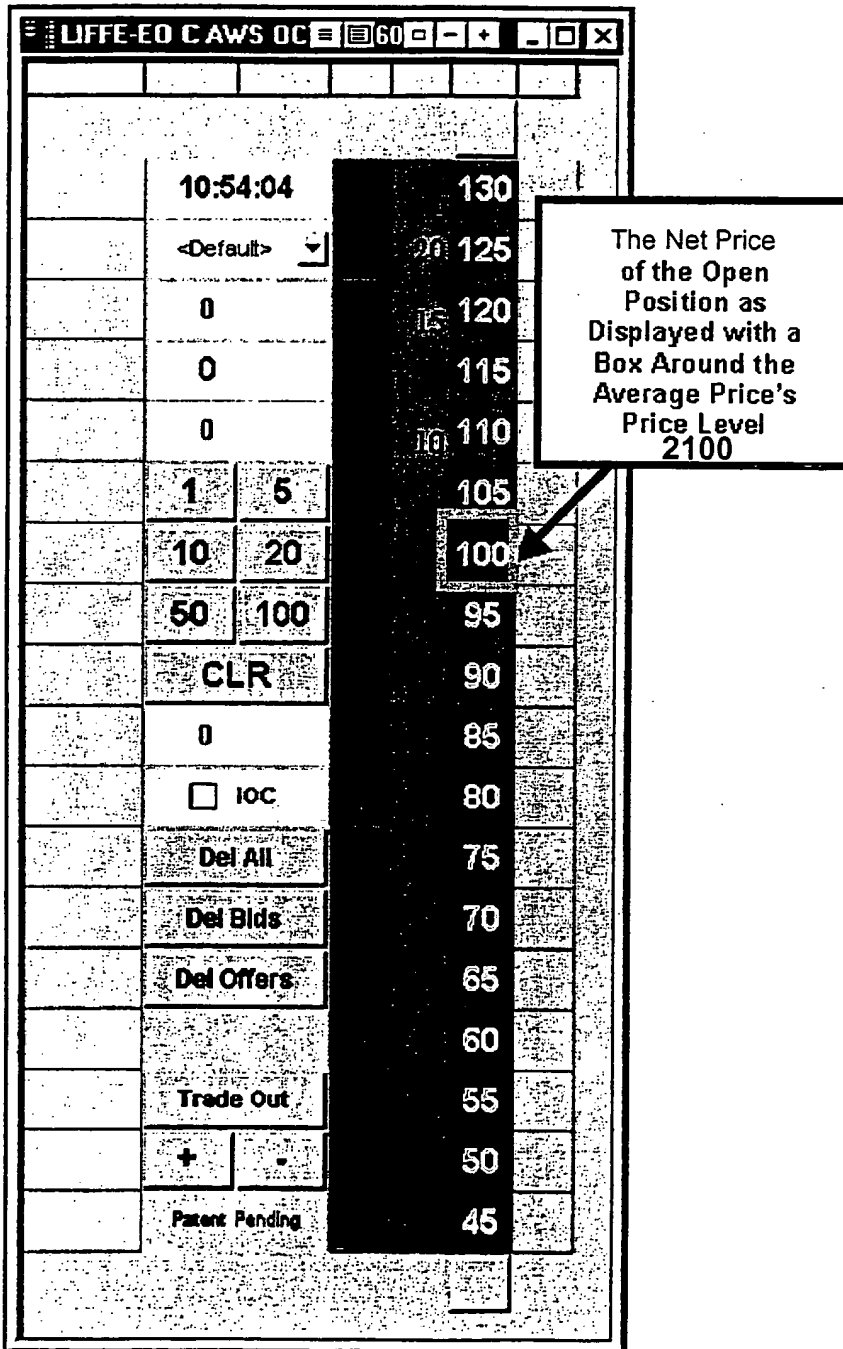 LIFFE-EO C AWS OC 60
10:54:04 130
<Default> 20 125
0 15 120
0 115
0 10 110
1 5 105
10 20 100
50 100 95
CLR 90
0 85
IOC 80
Del All 75
Del Bids 70
Del Offers 65
60
Trade Out 55
+ - 50
Patent Pending 45
The Net Price
of the Open
Position as
Displayed with a
Box Around the
Average Price's
Price Level
2100